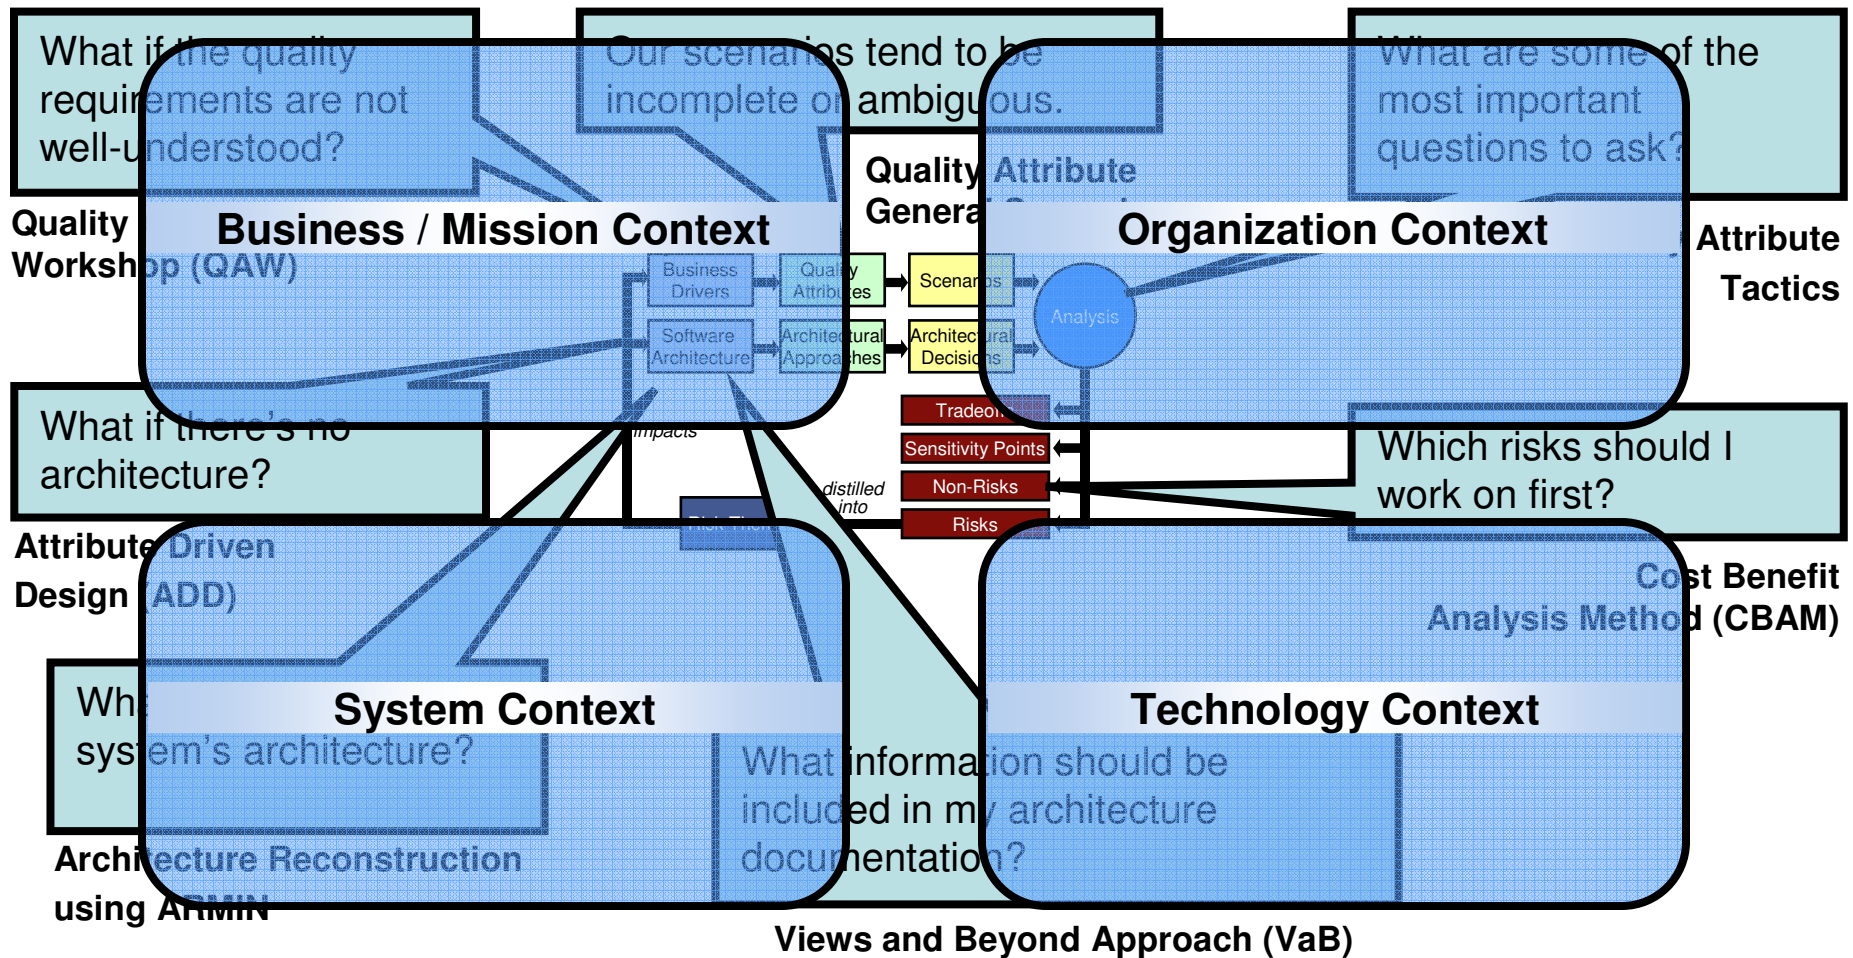 What if the quality
requirements are not
well-understood?
Our scenarios tend to be
incomplete or ambiguous.
What are some of the
most important
questions to ask?
Quality
Workshop (QAW)
Quality Attribute
General
Attribute
Tactics
Business / Mission Context
Organization Context
Business
Drivers
Quality
Attributes
Scenarios
Analysis
Software
Architecture
Architectural
Approaches
Architectural
Decisions
What if there's no
architecture?
impacts
Sensitivity Points
Non-Risks
Risks
distilled
into
Which risks should I
work on first?
Attribute Driven
Design (ADD)
Cost Benefit
Analysis Method (CBAM)
System Context
Technology Context
system's architecture?
What information should be
included in my architecture
documentation?
Architecture Reconstruction
using ARMIN
Views and Beyond Approach (VaB)